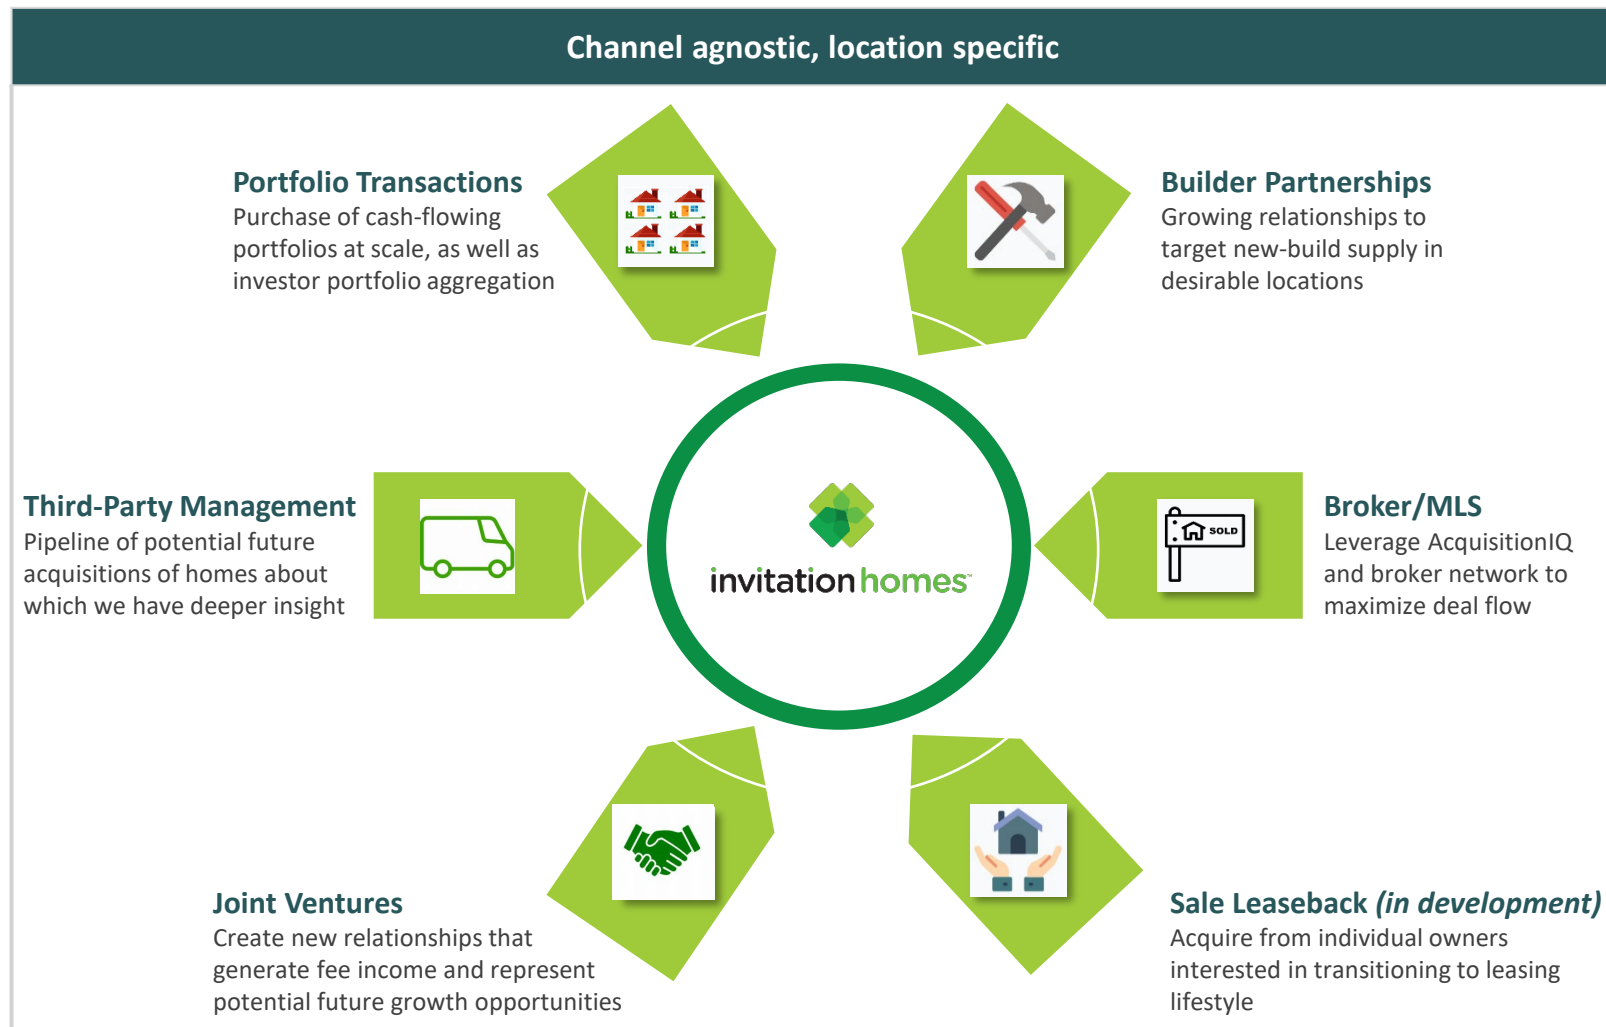 Channel agnostic, location specific
Portfolio Transactions
Purchase of cash-flowing
portfolios at scale, as well as
investor portfolio aggregation
Builder Partnerships
Growing relationships to
target new-build supply in
desirable locations
Third-Party Management
Pipeline of potential future
acquisitions of homes about
which we have deeper insight
invitation homes™
SOLD
Broker/MLS
Leverage AcquisitionIQ
and broker network to
maximize deal flow
Joint Ventures
Create new relationships that
generate fee income and represent
potential future growth opportunities
Sale Leaseback (in development)
Acquire from individual owners
interested in transitioning to leasing
lifestyle